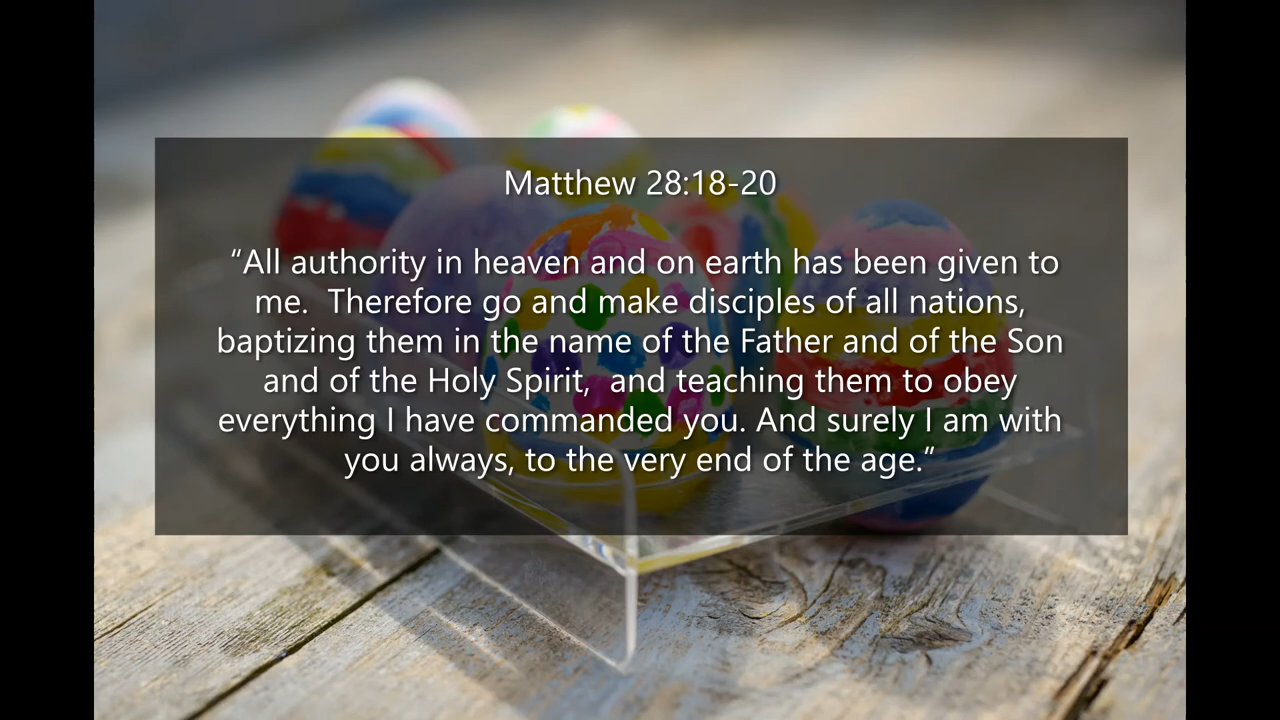 Matthew 28:18-20
“All authority in heaven and on earth has been given to
me.  Therefore go and make disciples of all nations,
baptizing them in the name of the Father and of the Son
and of the Holy Spirit,  and teaching them to obey
everything I have commanded you. And surely I am with
you always, to the very end of the age.”